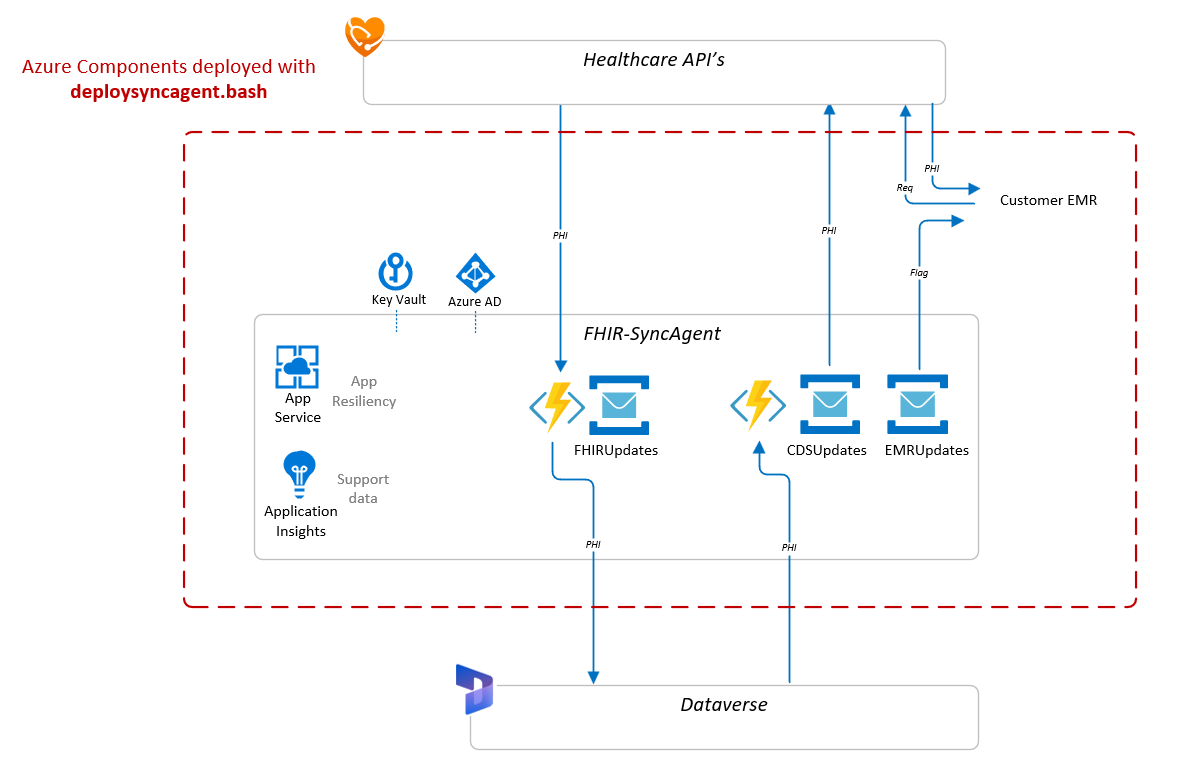 Healthcare API’s
Azure Components deployed with
deploysyncagent.bash
PHI
Req
Customer EMR
PHI
PHI
Flag
Key Vault
Azure AD
FHIR-SyncAgent
App
Service
App
Resiliency
FHIRUpdates
CDSUpdates
EMRUpdates
Application
Insights
Support
data
PHI
PHI
Dataverse